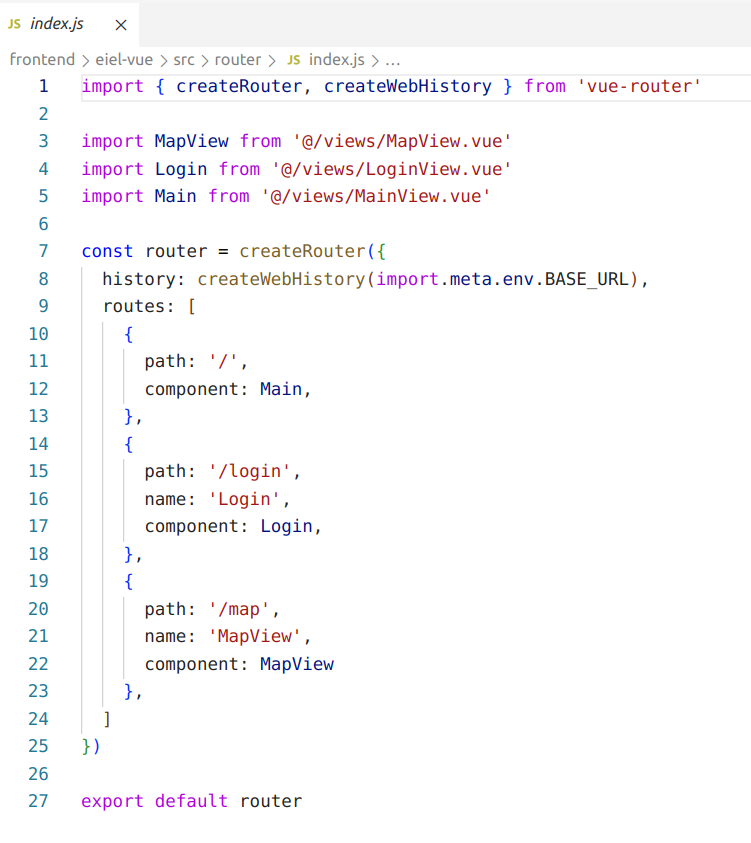 JS index.js ×
frontend > eiel-vue > src > router > JS index.js > ...
1 import { createRouter, createWebHistory } from 'vue-router'
2
3 import MapView from '@/views/MapView.vue'
4 import Login from '@/views/LoginView.vue'
5 import Main from '@/views/MainView.vue'
6
7 const router = createRouter({
8   history: createWebHistory(import.meta.env.BASE_URL),
9   routes: [
10     {
11       path: '/',
12       component: Main,
13     },
14     {
15       path: '/login',
16       name: 'Login',
17       component: Login,
18     },
19     {
20       path: '/map',
21       name: 'MapView',
22       component: MapView
23     },
24   ]
25 })
26
27 export default router